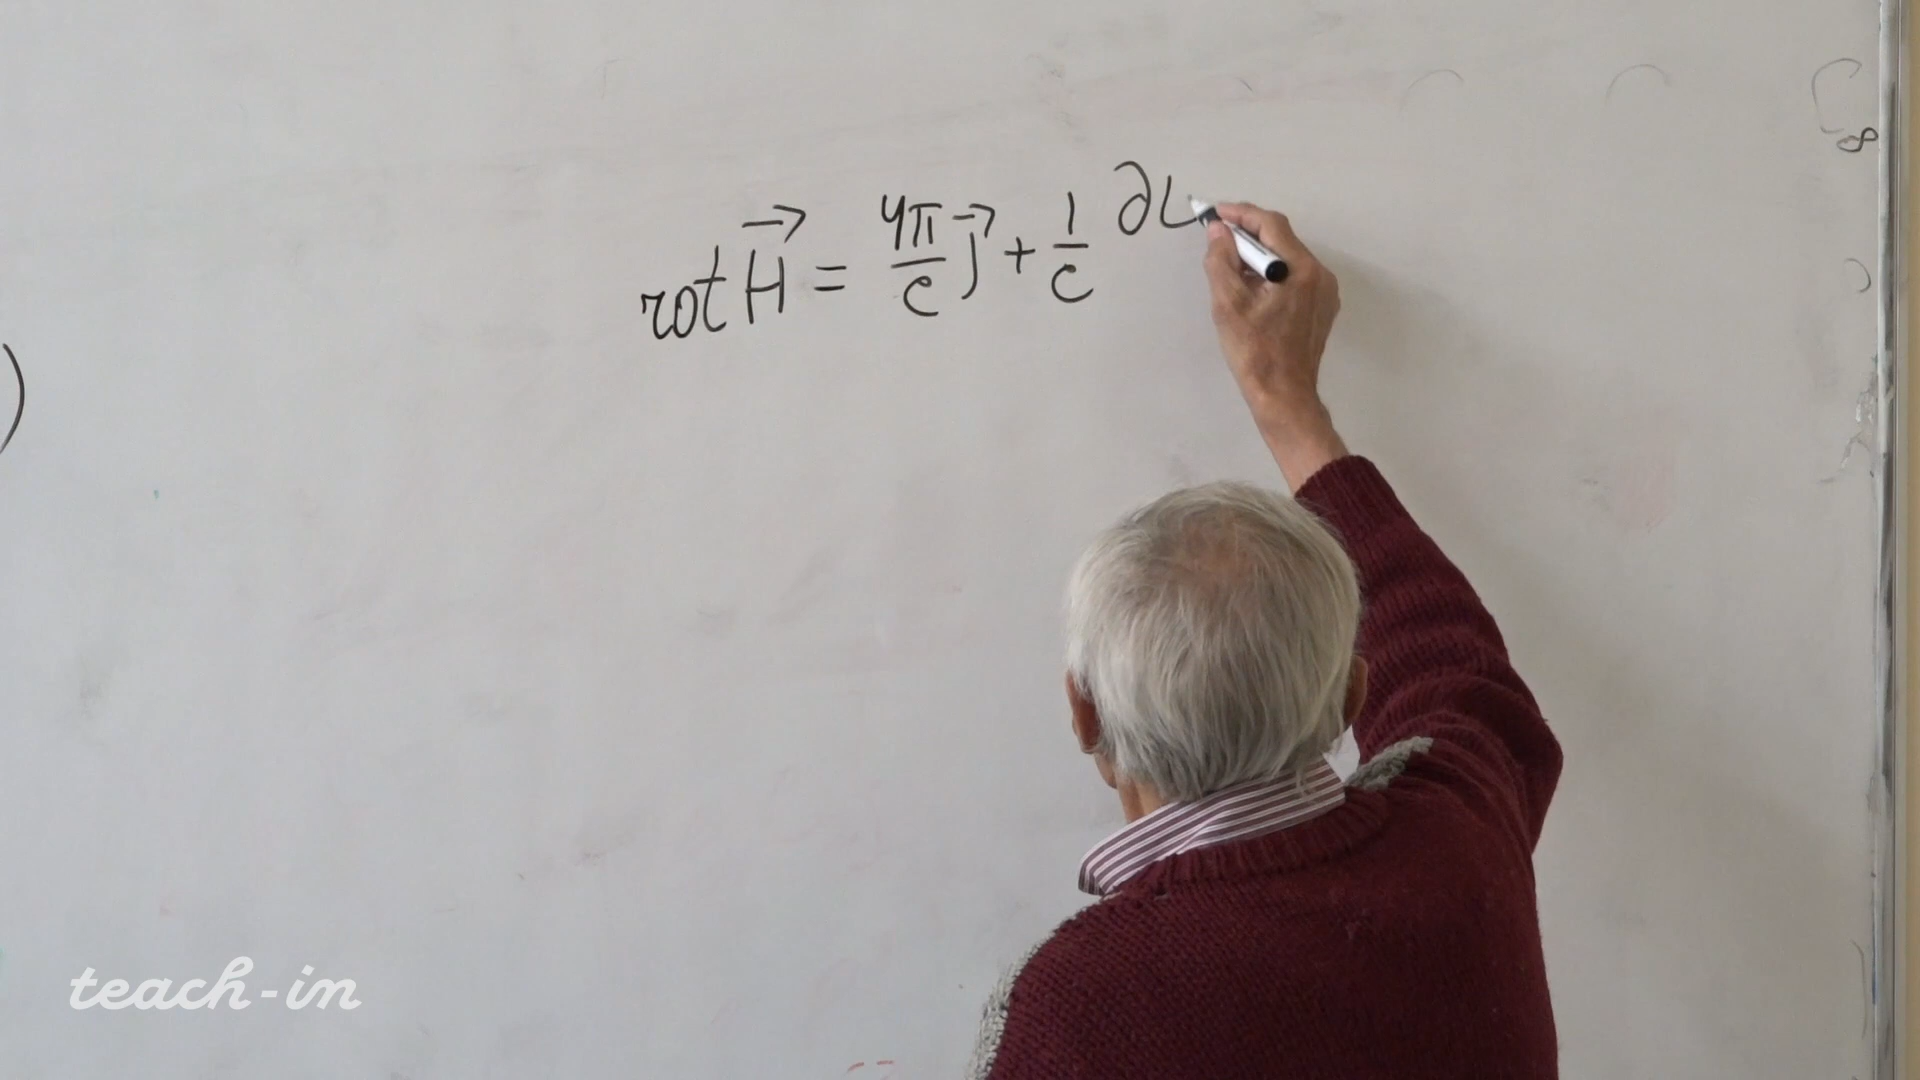 rot H⃗ = 4π/c j⃗ + 1/c ∂
teach-in